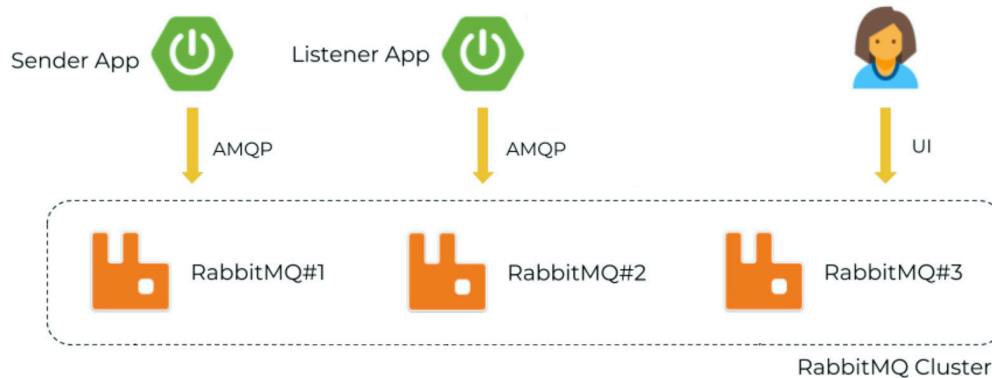 Sender App
Listener App
AMQP
AMQP
UI
RabbitMQ#1
RabbitMQ#2
RabbitMQ#3
RabbitMQ Cluster